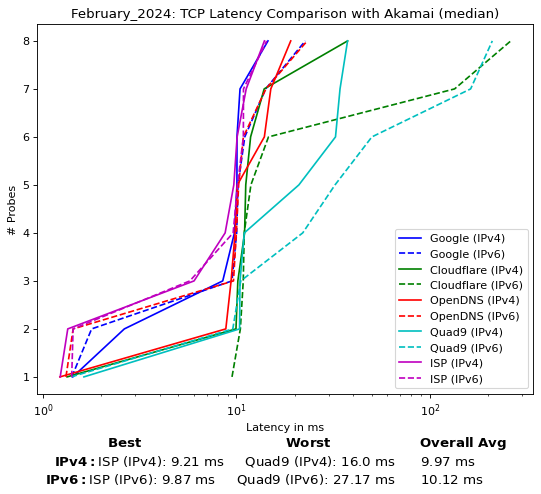 February_2024: TCP Latency Comparison with Akamai (median)
8
7
6
5
4
3
2
1
# Probes
Google (IPv4)
Google (IPv6)
Cloudflare (IPv4)
Cloudflare (IPv6)
OpenDNS (IPv4)
OpenDNS (IPv6)
Quad9 (IPv4)
Quad9 (IPv6)
ISP (IPv4)
ISP (IPv6)
10⁰ 10¹ 10²
Latency in ms
Best Worst Overall Avg
IPv4: ISP (IPv4): 9.21 ms Quad9 (IPv4): 16.0 ms 9.97 ms
IPv6: ISP (IPv6): 9.87 ms Quad9 (IPv6): 27.17 ms 10.12 ms